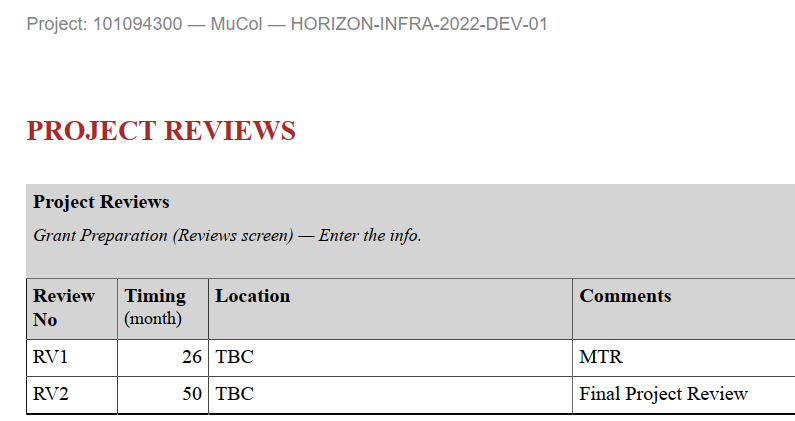 Project: 101094300 — MuCol — HORIZON-INFRA-2022-DEV-01
PROJECT REVIEWS
Project Reviews
Grant Preparation (Reviews screen) — Enter the info.
Review No Timing (month) Location Comments
RV1 26 TBC MTR
RV2 50 TBC Final Project Review